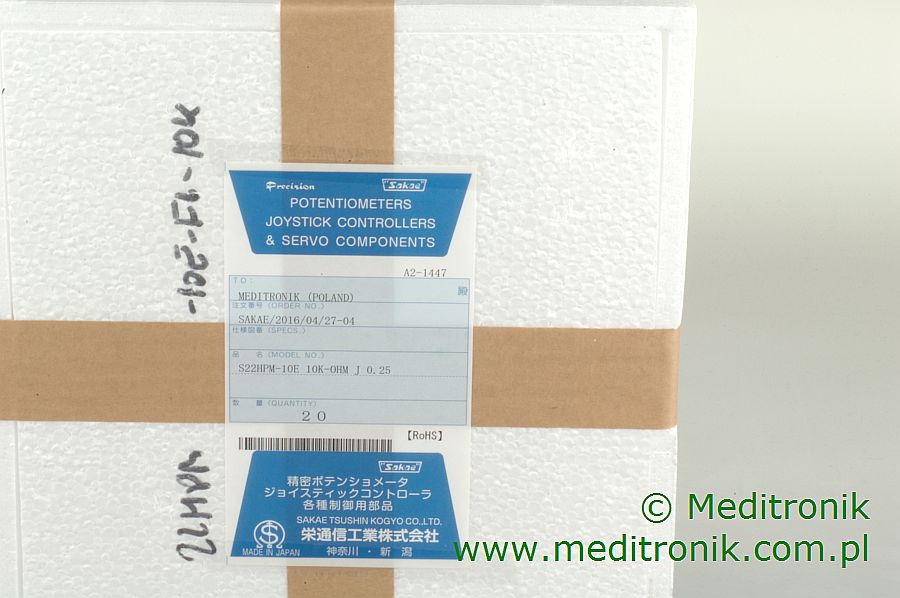 22HPM
-10E-F1-10K
Precision "Sakae"
POTENTIOMETERS
JOYSTICK CONTROLLERS
& SERVO COMPONENTS
A2-1447
TO:
MEDITRONIK (POLAND) 殿
注文番号 (ORDER NO.)
SAKAE/2016/04/27-04
仕様図番 (SPECS.)
品 名 (MODEL NO.)
S22HPM-10E 10K-OHM J 0.25
数 量 (QUANTITY)
20
【RoHS】
"Sakae"
精密ポテンショメータ
ジョイスティックコントローラ
各種制御用部品
SAKAE TSUSHIN KOGYO CO.,LTD.
栄通信工業株式会社
MADE IN JAPAN 神奈川・新潟
© Meditronik
www.meditronik.com.pl